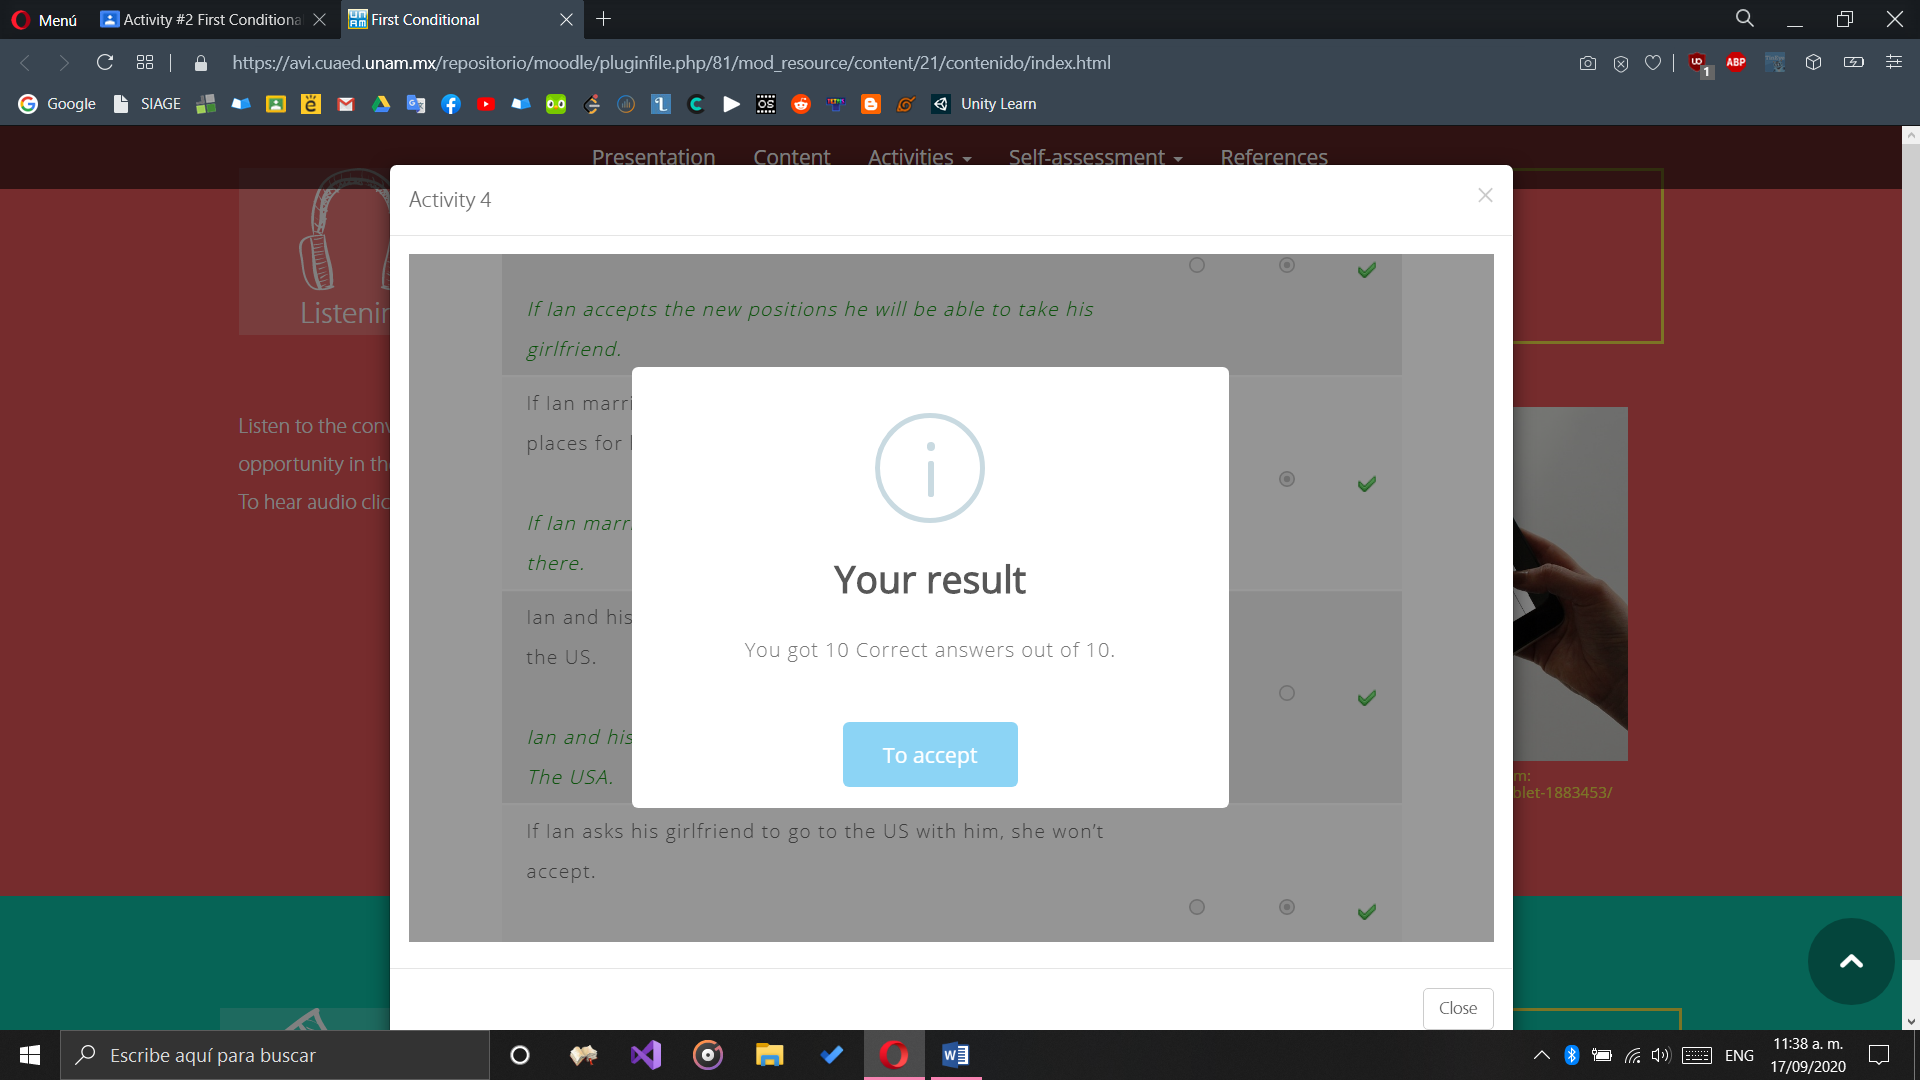 Menú
Activity #2 First Conditiona
First Conditional
https://avi.cuaed.unam.mx/repositorio/moodle/pluginfile.php/81/mod_resource/content/21/contenido/index.html
1
ABP
Google
SIAGE
Unity Learn
Presentation
Content
Activities
Self-assessment
References
Activity 4
Listenin
If Ian accepts the new positions he will be able to take his
girlfriend.
If Ian marri
places for
Listen to the conv
opportunity in th
To hear audio clic
If Ian marr
there.
Your result
You got 10 Correct answers out of 10.
To accept
Ian and his
the US.
Ian and his
The USA.
m:
blet-1883453/
If Ian asks his girlfriend to go to the US with him, she won’t
accept.
Close
Escribe aquí para buscar
ENG
11:38 a. m.
17/09/2020